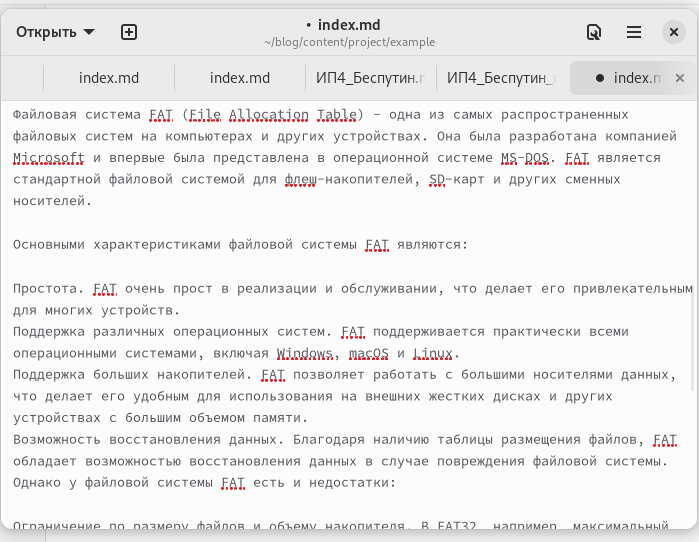 Открыть
• index.md
~/blog/content/project/example
index.md
index.md
ИП4_Беспутин.
ИП4_Беспутин_
● index.m
Файловая система FAT (File Allocation Table) - одна из самых распространенных
файловых систем на компьютерах и других устройствах. Она была разработана компанией
Microsoft и впервые была представлена в операционной системе MS-DOS. FAT является
стандартной файловой системой для флеш-накопителей, SD-карт и других сменных
носителей.
Основными характеристиками файловой системы FAT являются:
Простота. FAT очень прост в реализации и обслуживании, что делает его привлекательным
для многих устройств.
Поддержка различных операционных систем. FAT поддерживается практически всеми
операционными системами, включая Windows, macOS и Linux.
Поддержка больших накопителей. FAT позволяет работать с большими носителями данных,
что делает его удобным для использования на внешних жестких дисках и других
устройствах с большим объемом памяти.
Возможность восстановления данных. Благодаря наличию таблицы размещения файлов, FAT
обладает возможностью восстановления данных в случае повреждения файловой системы.
Однако у файловой системы FAT есть и недостатки:
Ограничение по размеру файлов и объему накопителя. В FAT32, например, максимальный